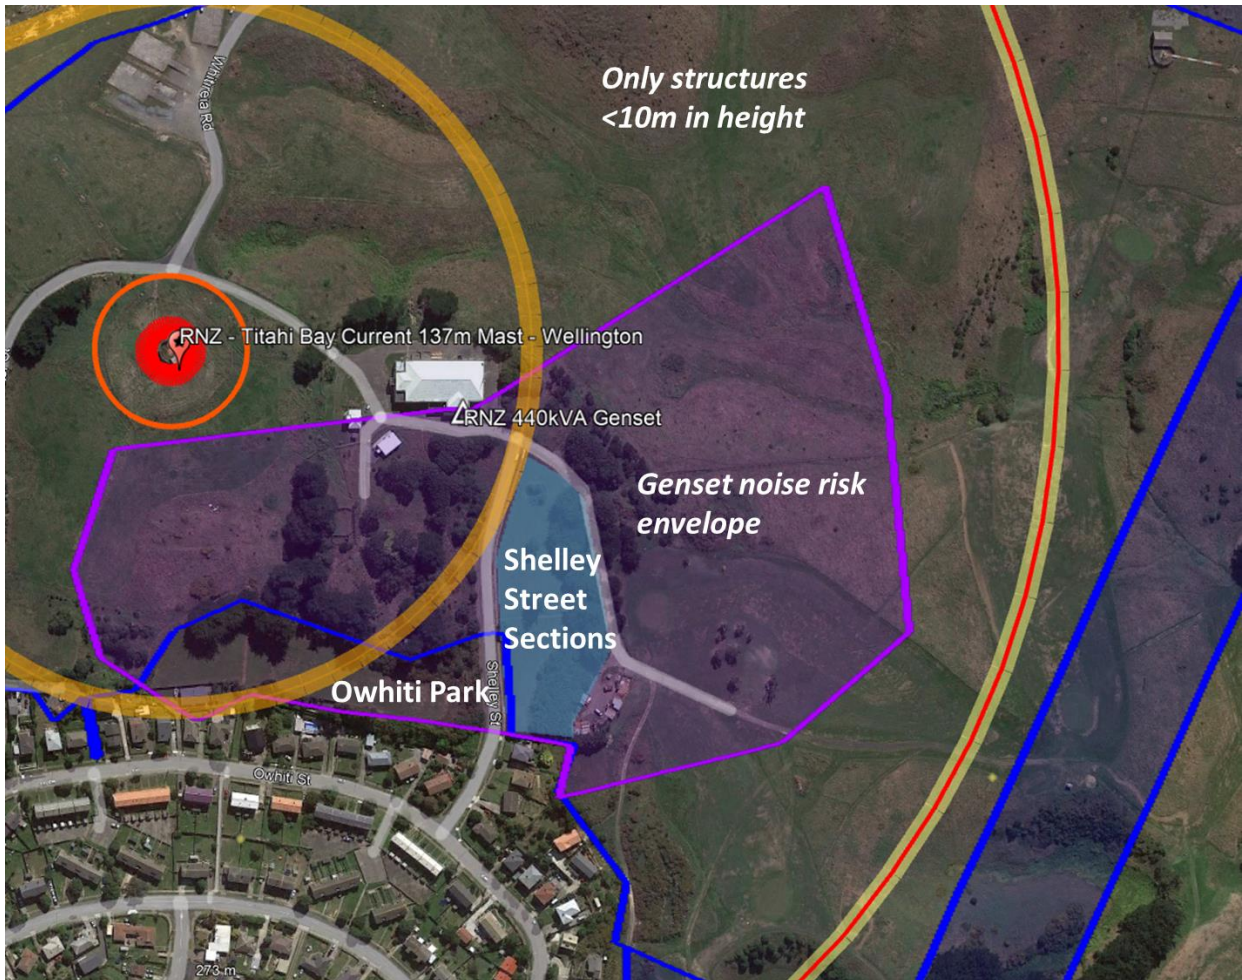 Only structures
<10m in height
Whitireia Rd
RNZ - Titahi Bay Current 137m Mast - Wellington
RNZ 440kVA Genset
Genset noise risk
envelope
Shelley
Street
Sections
Owhiti Park
Shelley St
Owhiti St
273 m